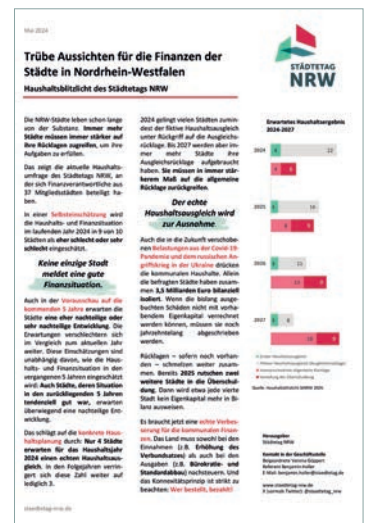 Mai 2024
STÄDTETAG
NRW
Trübe Aussichten für die Finanzen der
Städte in Nordrhein-Westfalen
Haushaltsblitzlicht des Städtetags NRW
Die NRW-Städte leben schon lange
von der Substanz. Immer mehr
Städte müssen immer stärker auf
ihre Rücklagen zugreifen, um ihre
Aufgaben zu erfüllen.
Das zeigt die aktuelle Haushalts-
umfrage des Städtetags NRW, an
der sich Finanzverantwortliche aus
37 Mitgliedstädten beteiligt ha-
ben.
In einer Selbsteinschätzung wird
die Haushalts- und Finanzsituation
im laufenden Jahr 2024 in 9 von 10
Städten als eher schlecht oder sehr
schlecht eingeschätzt.
Keine einzige Stadt
meldet eine gute
Finanzsituation.
Auch in der Vorausschau auf die
kommenden 5 Jahre erwarten die
Städte eine eher nachteilige oder
sehr nachteilige Entwicklung. Die
Erwartungen verschlechtern sich
im Vergleich zum aktuellen Jahr
weiter. Diese Einschätzungen sind
unabhängig davon, wie die Haus-
halts- und Finanzsituation in den
vergangenen 5 Jahren eingeschätzt
wird: Auch Städte, deren Situation
in den zurückliegenden 5 Jahren
tendenziell gut war, erwarten
überwiegend eine nachteilige Ent-
wicklung.
Das schlägt auf die konkrete Haus-
haltsplanung durch: Nur 4 Städte
erwarten für das Haushaltsjahr
2024 einen echten Haushaltsaus-
gleich. In den Folgejahren verrin-
gert sich diese Zahl weiter auf
lediglich 3.
2024 gelingt vielen Städten zumin-
dest der fiktive Haushaltsausgleich
unter Rückgriff auf die Ausgleichs-
rücklage. Bis 2027 werden aber im-
mer mehr Städte ihre
Ausgleichsrücklage aufgebraucht
haben. Sie müssen in immer stär-
kerem Maß auf die allgemeine
Rücklage zurückgreifen.
Der echte
Haushaltsausgleich wird
zur Ausnahme
Auch die in die Zukunft verschobe-
nen Belastungen aus der Covid-19-
Pandemie und dem russischen An-
griffskrieg in der Ukraine drücken
die kommunalen Haushalte. Allein
die befragten Städte haben zusam-
men 3,5 Milliarden Euro bilanziell
isoliert. Wenn die bislang ausge-
buchten Schäden nicht mit vorha-
bendem Eigenkapital verrechnet
werden können, müssen sie noch
jahrzehntelang abgeschrieben
werden.
Rücklagen – sofern noch vorhan-
den – schmelzen weiter zusam-
men. Bereits 2025 rutschen zwei
weitere Städte in die Überschul-
dung. Dann wird etwa jede vierte
Stadt kein Eigenkapital mehr in Bi-
lanz ausweisen.
Es braucht jetzt eine echte Verbes-
serung für die kommunalen Finan-
zen. Das Land muss sowohl bei den
Einnahmen (z.B. Erhöhung des
Verbundsatzes) als auch bei den
Ausgaben (z.B. Bürokratie- und
Standardabbau) nachsteuern. Und
das Konnexitätsprinzip ist strikt zu
beachten: Wer bestellt, bezahlt!
Erwartetes Haushaltsergebnis
2024-2027
2024
2025
2026
2027
Herausgeber
Städtetag NRW
Kontakt in der Geschäftsstelle
staedtetag-nrw.de